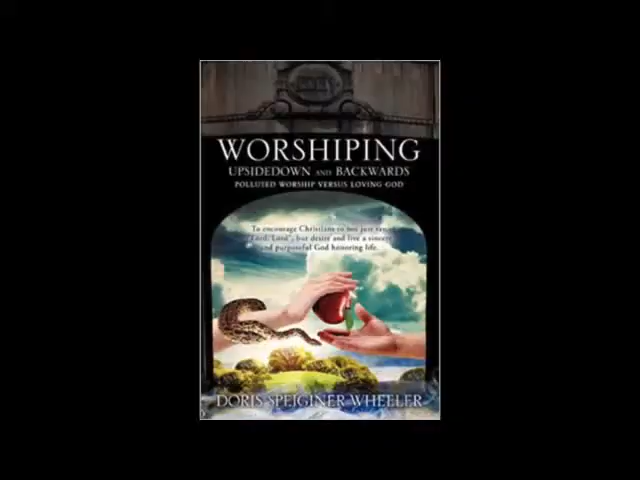 WORSHIPING
UPSIDEDOWN AND BACKWARDS
POLLUTED WORSHIP VERSUS LOVING GOD
To encourage Christians to not just say,
"Lord, Lord", but desire and live a sincere
and purposeful God honoring life.
DORIS SPEIGINER WHEELER